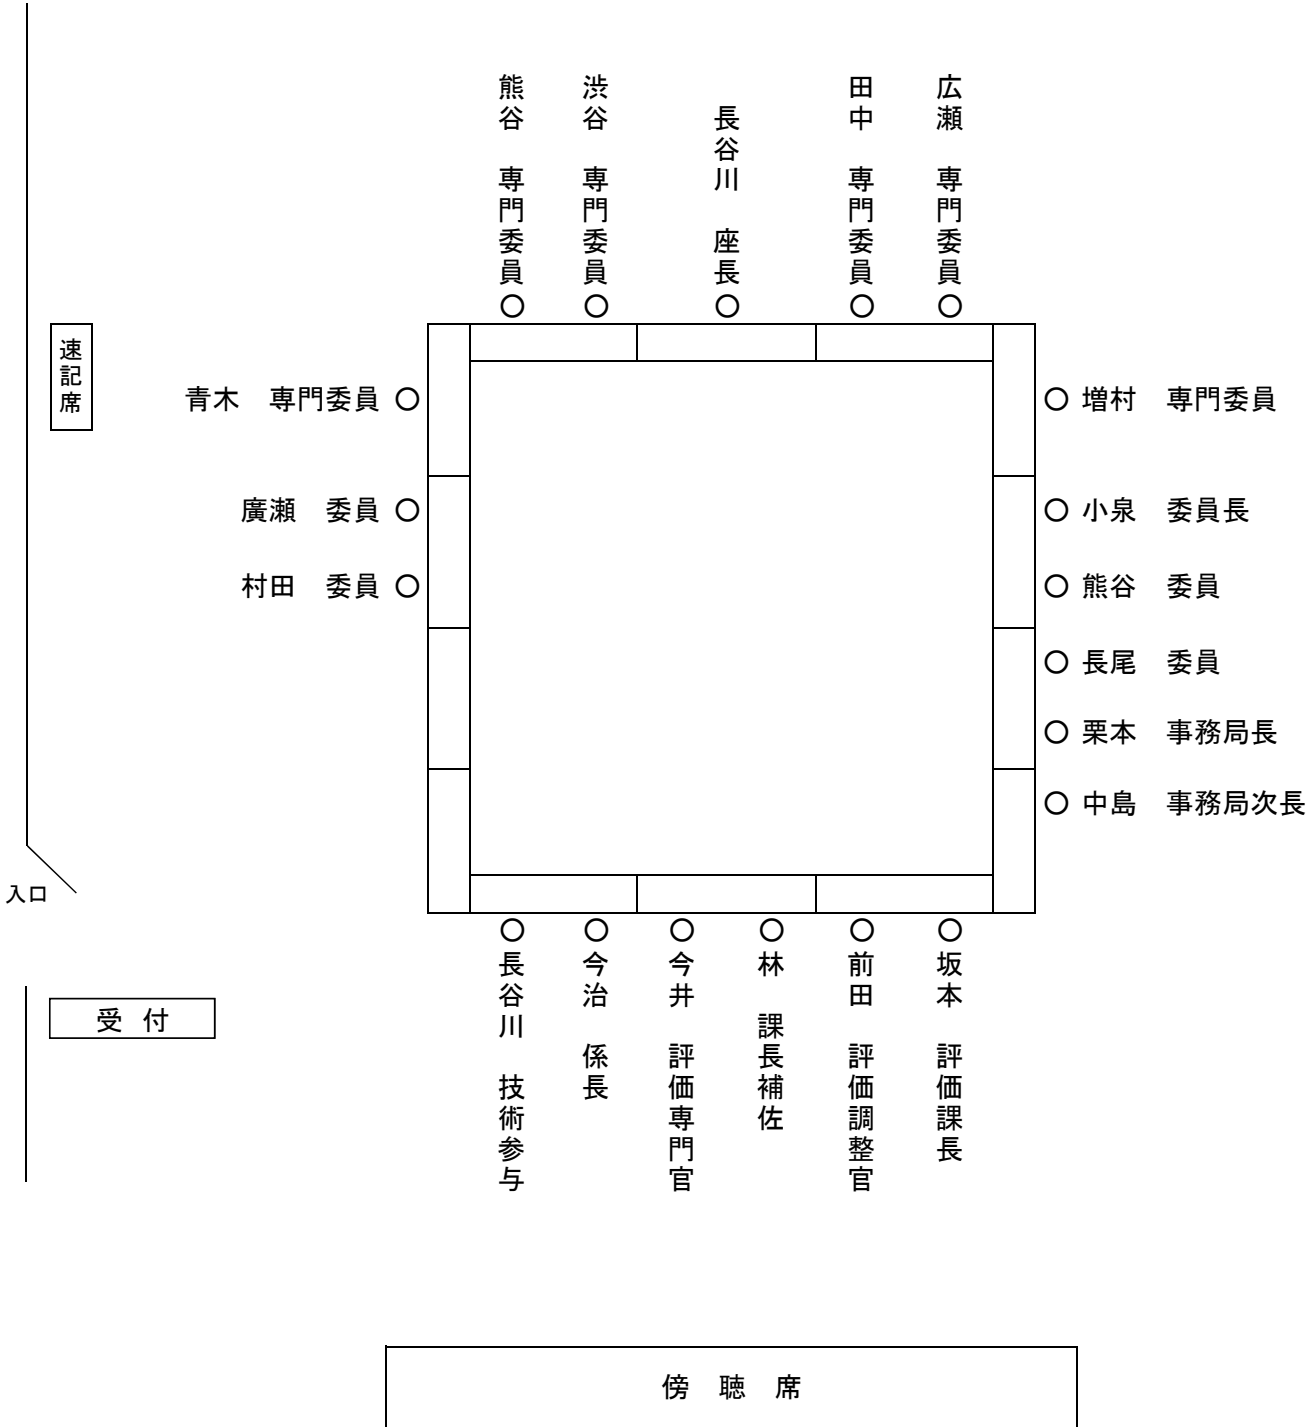 熊谷　専門委員
渋谷　専門委員
長谷川　座長
田中　専門委員
広瀬　専門委員
速記席
青木　専門委員
廣瀬　委員
村田　委員
増村　専門委員
小泉　委員長
熊谷　委員
長尾　委員
栗本　事務局長
中島　事務局次長
入口
受付
長谷川　技術参与
今治　係長
今井　評価専門官
林　課長補佐
前田　評価調整官
坂本　評価課長
傍聴席